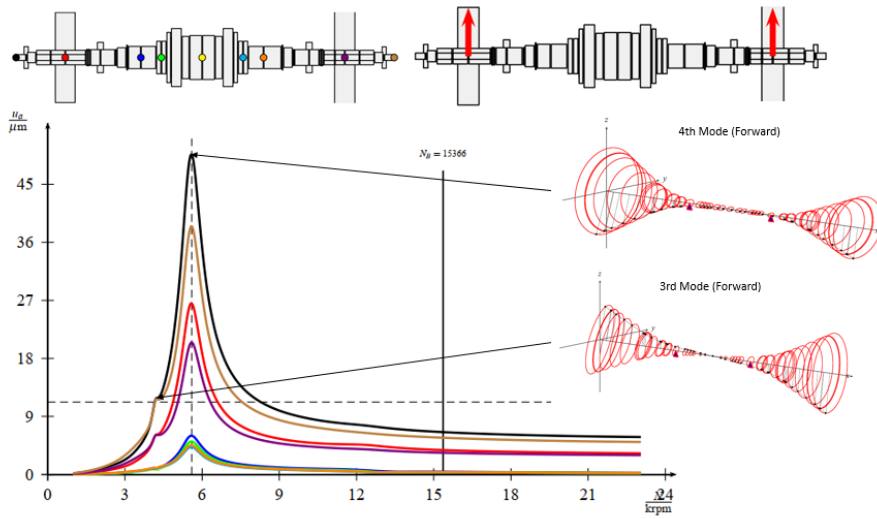 u_a
μm
N_B = 15366
4th Mode (Forward)
z
y
45
36
27
3rd Mode (Forward)
z
y
18
9
0
0 3 6 9 12 15 18 21 24
krpm